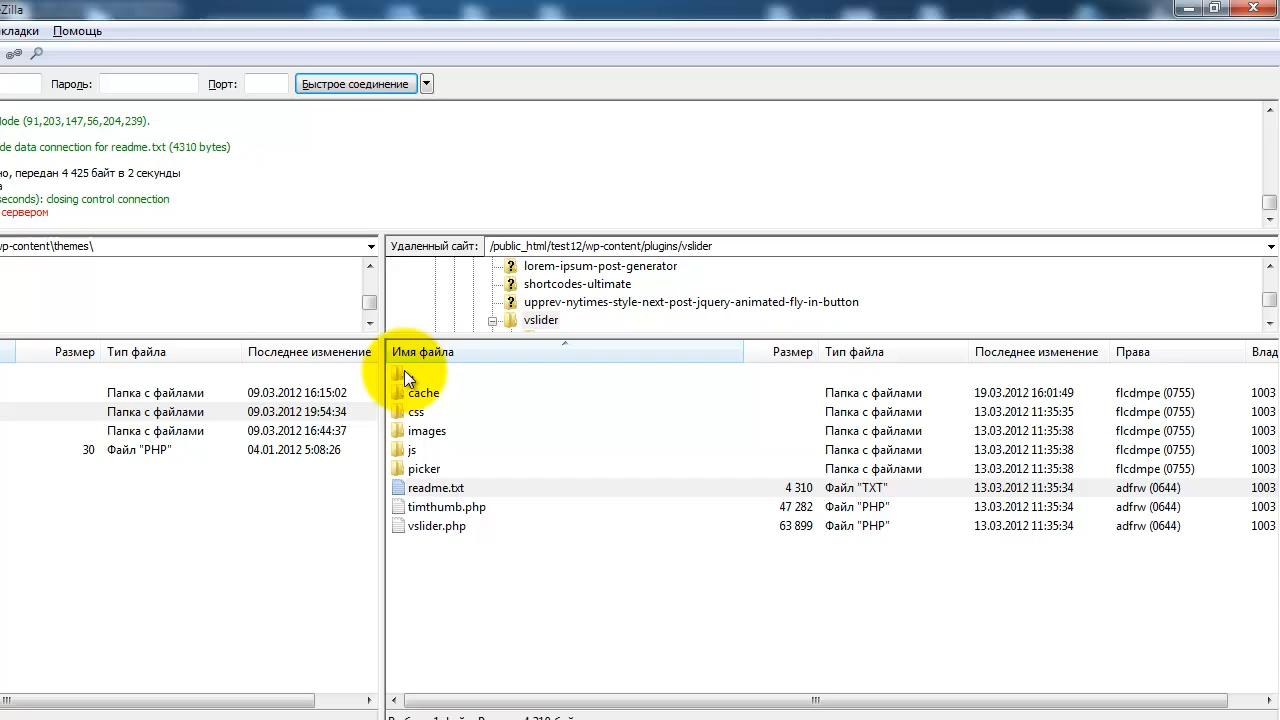 Zilla
кладки Помощь
Пароль: Порт: Быстрое соединение
lode (91,203,147,56,204,239).
de data connection for readme.txt (4310 bytes)
но, передан 4 425 байт в 2 секунды
а
seconds): closing control connection
сервером
wp-content\themes\ Удаленный сайт: /public_html/test12/wp-content/plugins/vslider
lorem-ipsum-post-generator
shortcodes-ultimate
upprev-nytimes-style-next-post-jquery-animated-fly-in-button
vslider
Размер Тип файла Последнее изменение Имя файла Размер Тип файла Последнее изменение Права Влад
Папка с файлами 09.03.2012 16:15:02 cache Папка с файлами 19.03.2012 16:01:49 flcdmpe (0755) 1003
Папка с файлами 09.03.2012 19:54:34 css Папка с файлами 13.03.2012 11:35:35 flcdmpe (0755) 1003
Папка с файлами 09.03.2012 16:44:37 images Папка с файлами 13.03.2012 11:35:38 flcdmpe (0755) 1003
30 Файл "PHP" 04.01.2012 5:08:26 js Папка с файлами 13.03.2012 11:35:38 flcdmpe (0755) 1003
picker Папка с файлами 13.03.2012 11:35:38 flcdmpe (0755) 1003
readme.txt 4 310 Файл "TXT" 13.03.2012 11:35:34 adfrw (0644) 1003
timthumb.php 47 282 Файл "PHP" 13.03.2012 11:35:34 adfrw (0644) 1003
vslider.php 63 899 Файл "PHP" 13.03.2012 11:35:34 adfrw (0644) 1003